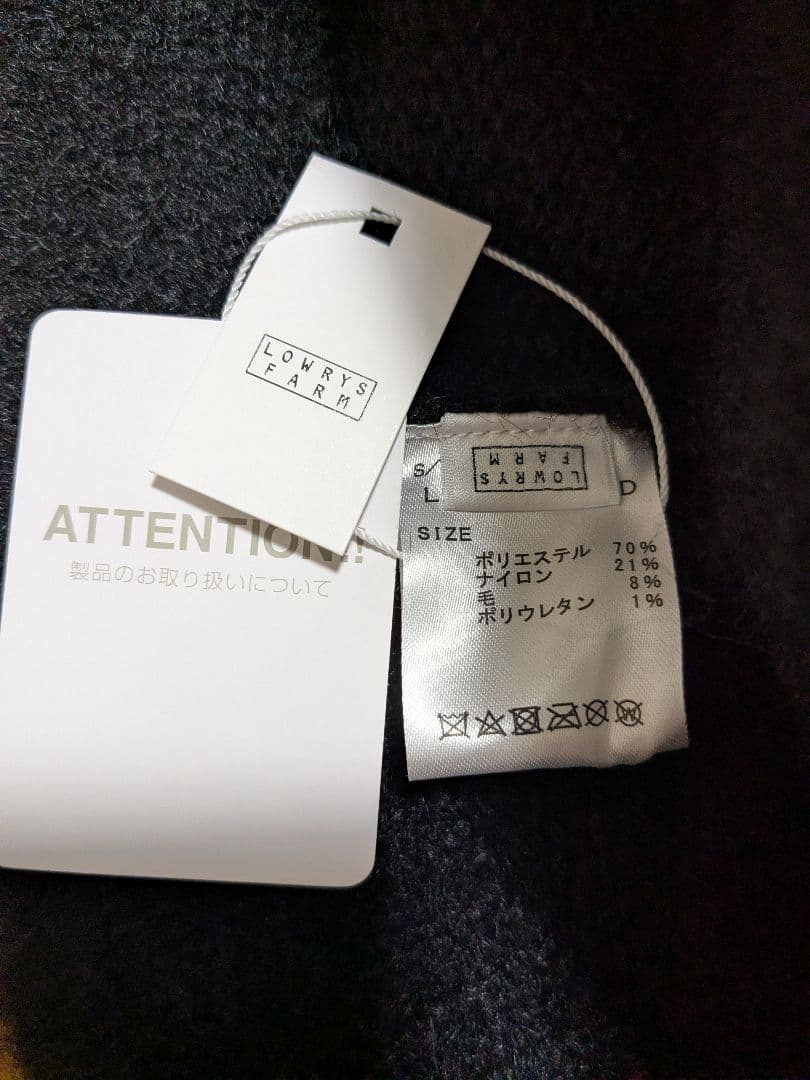 LOWRYS
FARM
ATTENTION!!
製品のお取り扱いについて
LOWRYS
FARM
S/
L
D
SIZE
ポリエステル 70%
ナイロン 21%
毛 8%
ポリウレタン 1%